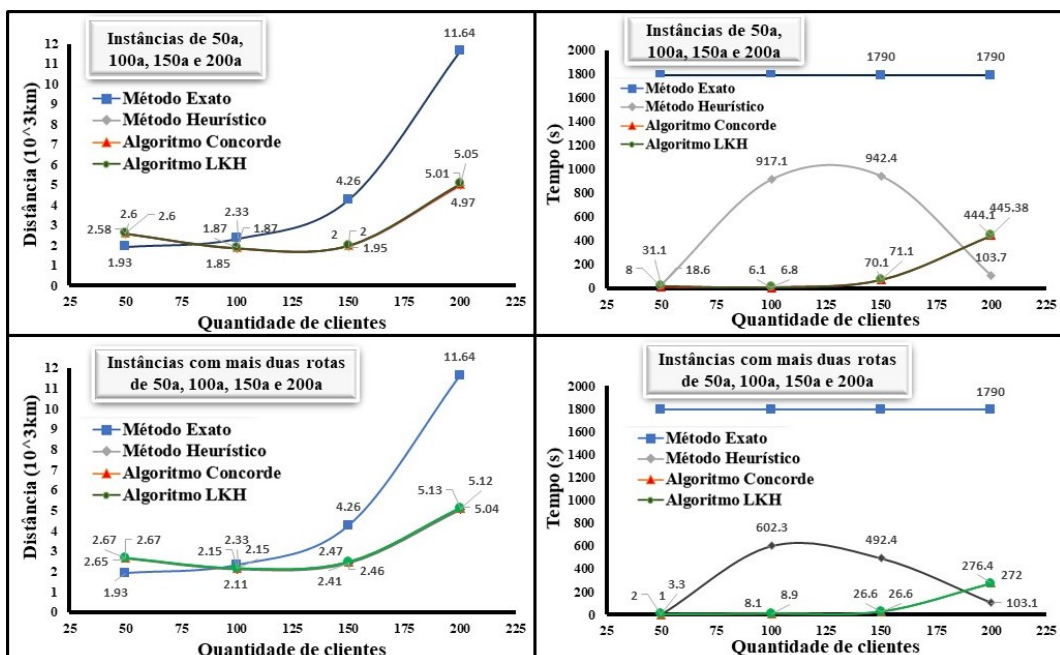 Instâncias de 50a,
100a, 150a e 200a
Método Exato
Método Heurístico
Algoritmo Concorde
Algoritmo LKH
Distância (10^3km)
12
11
10
9
8
7
6
5
4
3
2
1
0
11.64
4.26
5.05
5.01
4.97
2.6
2.6
2.58
1.93
2.33
1.87
1.87
1.85
2
2
1.95
25 50 75 100 125 150 175 200 225
Quantidade de clientes
Instâncias de 50a,
100a, 150a e 200a
Método Exato
Método Heurístico
Algoritmo Concorde
Algoritmo LKH
Tempo (s)
2000
1800
1600
1400
1200
1000
800
600
400
200
0
1790
1790
917.1
942.4
31.1
8
18.6
6.1
6.8
70.1
71.1
444.1
445.38
103.7
25 50 75 100 125 150 175 200 225
Quantidade de clientes
Instâncias com mais duas rotas
de 50a, 100a, 150a e 200a
Método Exato
Método Heurístico
Algoritmo Concorde
Algoritmo LKH
Distância (10^3km)
12
11
10
9
8
7
6
5
4
3
2
1
0
11.64
4.26
5.13
5.12
5.04
2.67
2.67
2.65
1.93
2.33
2.15
2.15
2.11
2.47
2.46
2.41
25 50 75 100 125 150 175 200 225
Quantidade de clientes
Instâncias com mais duas rotas
de 50a, 100a, 150a e 200a
Método Exato
Método Heurístico
Algoritmo Concorde
Algoritmo LKH
Tempo (s)
2000
1800
1600
1400
1200
1000
800
600
400
200
0
1790
602.3
492.4
2
1
3.3
8.1
8.9
26.6
26.6
276.4
272
103.1
25 50 75 100 125 150 175 200 225
Quantidade de clientes